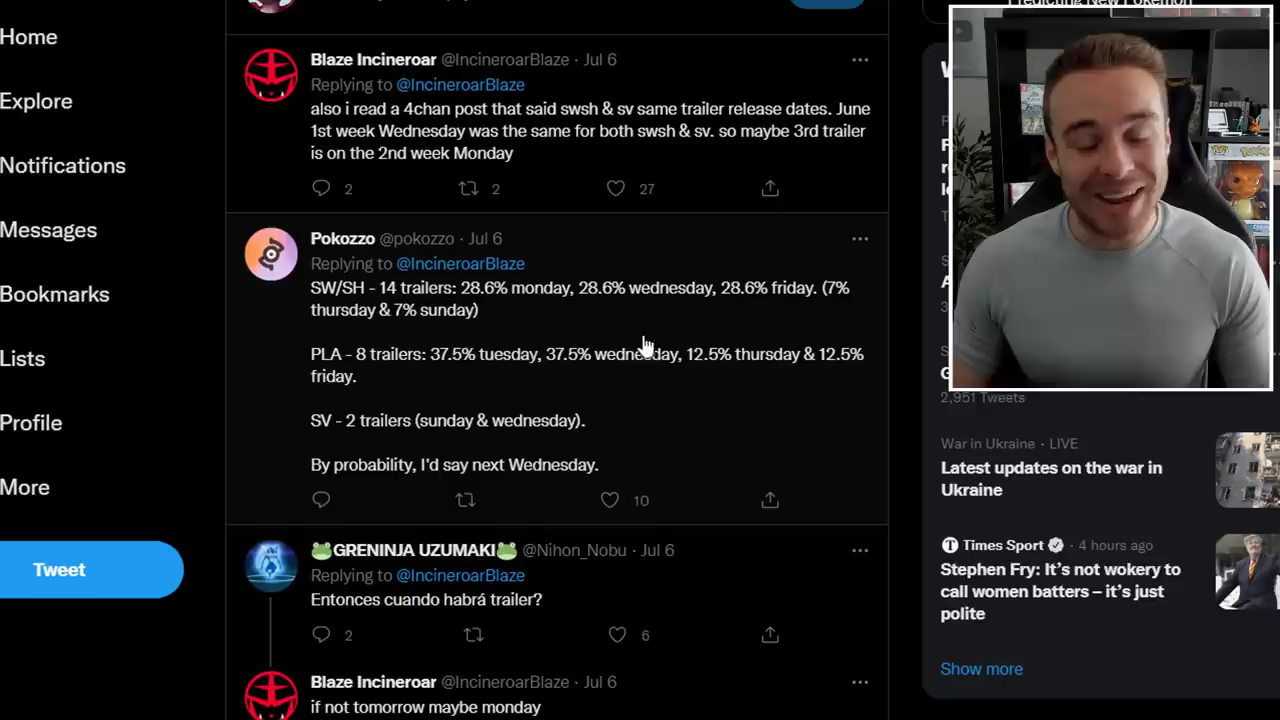 Predicting New Pokemon
Home
Explore
Notifications
Messages
Bookmarks
Lists
Profile
More
Tweet
Blaze Incineroar @IncineroarBlaze · Jul 6
Replying to @IncineroarBlaze
also i read a 4chan post that said swsh & sv same trailer release dates. June
1st week Wednesday was the same for both swsh & sv. so maybe 3rd trailer
is on the 2nd week Monday
2 2 27
Pokozzo @pokozzo · Jul 6
Replying to @IncineroarBlaze
SW/SH - 14 trailers: 28.6% monday, 28.6% wednesday, 28.6% friday. (7%
thursday & 7% sunday)
PLA - 8 trailers: 37.5% tuesday, 37.5% wednesday, 12.5% thursday & 12.5%
friday.
SV - 2 trailers (sunday & wednesday).
By probability, I'd say next Wednesday.
10
🐸GRENINJA UZUMAKI🐸 @Nihon_Nobu · Jul 6
Replying to @IncineroarBlaze
Entonces cuando habrá trailer?
2 6
Blaze Incineroar @IncineroarBlaze · Jul 6
if not tomorrow maybe monday
2,951 Tweets
War in Ukraine · LIVE
Latest updates on the war in
Ukraine
Times Sport · 4 hours ago
Stephen Fry: It's not wokery to
call women batters – it's just
polite
Show more